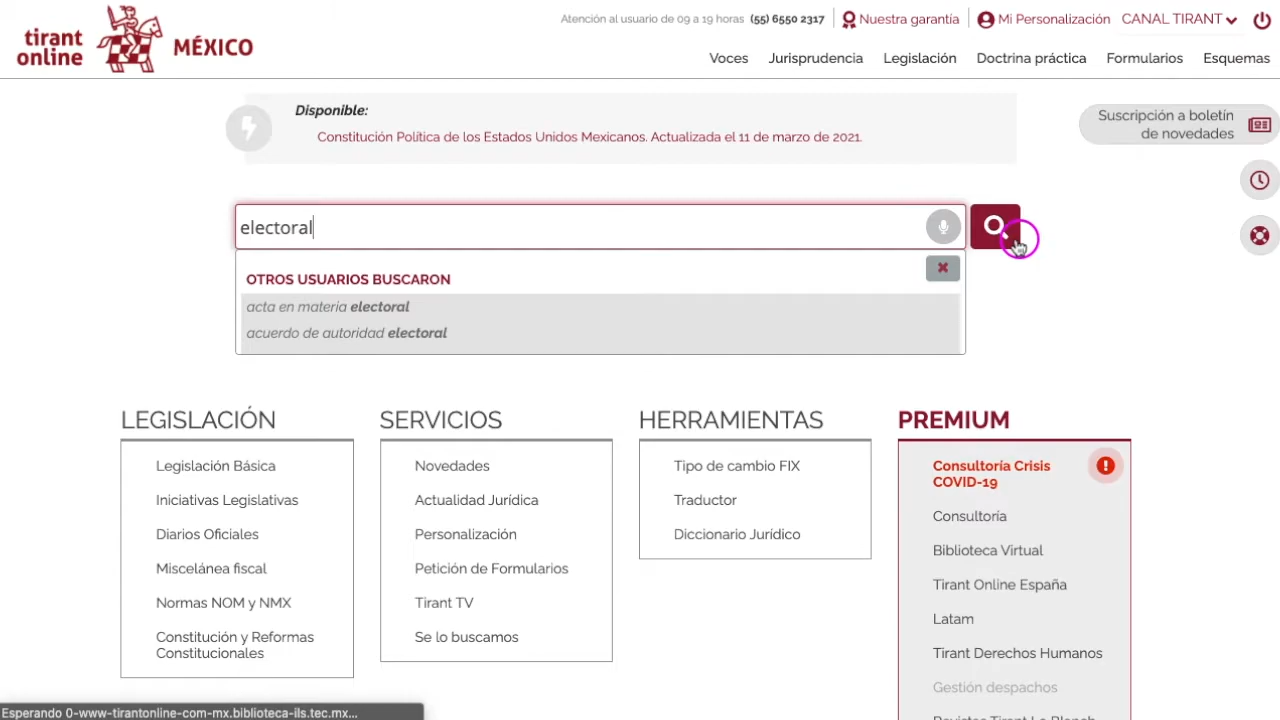 tirant
online
MÉXICO
Atención al usuario de 09 a 19 horas (55) 6550 2317
Nuestra garantía
Mi Personalización
CANAL TIRANT
Voces
Jurisprudencia
Legislación
Doctrina práctica
Formularios
Esquemas
Disponible:
Constitución Política de los Estados Unidos Mexicanos. Actualizada el 11 de marzo de 2021.
Suscripción a boletín
de novedades
electoral
OTROS USUARIOS BUSCARON
acta en materia electoral
acuerdo de autoridad electoral
LEGISLACIÓN
Legislación Básica
Iniciativas Legislativas
Diarios Oficiales
Miscelánea fiscal
Normas NOM y NMX
Constitución y Reformas
Constitucionales
SERVICIOS
Novedades
Actualidad Jurídica
Personalización
Petición de Formularios
Tirant TV
Se lo buscamos
HERRAMIENTAS
Tipo de cambio FIX
Traductor
Diccionario Jurídico
PREMIUM
Consultoría Crisis
COVID-19
Consultoría
Biblioteca Virtual
Tirant Online España
Latam
Tirant Derechos Humanos
Gestión despachos
Revistas Tirant Lo Blanch
Esperando 0-www-tirantonline-com-mx.biblioteca-ils.tec.mx...